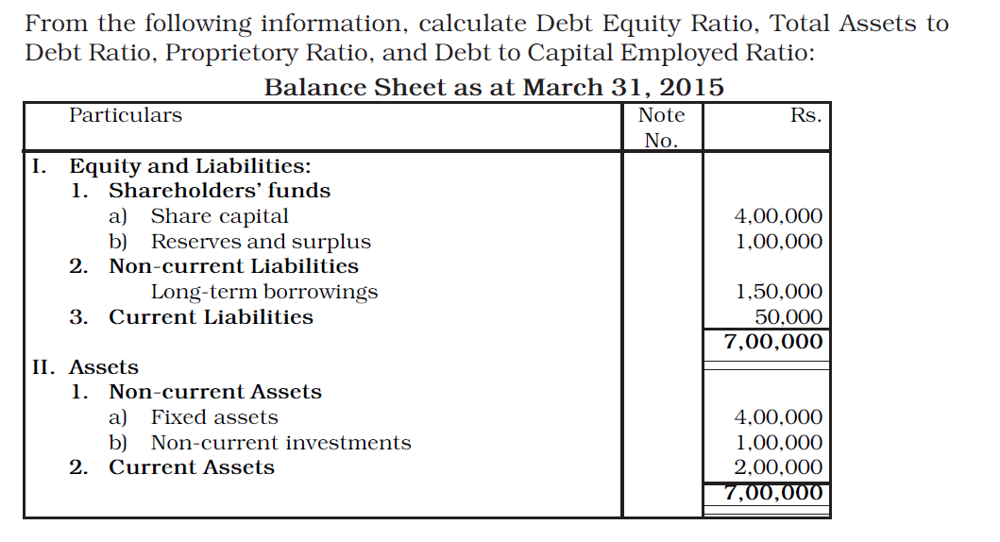 From the following information, calculate Debt Equity Ratio, Total Assets to
Debt Ratio, Proprietory Ratio, and Debt to Capital Employed Ratio:
Balance Sheet as at March 31, 2015
Particulars Note Rs.
No.
I. Equity and Liabilities:
1. Shareholders’ funds
a) Share capital 4,00,000
b) Reserves and surplus 1,00,000
2. Non-current Liabilities
Long-term borrowings 1,50,000
3. Current Liabilities 50,000
7,00,000
II. Assets
1. Non-current Assets
a) Fixed assets 4,00,000
b) Non-current investments 1,00,000
2. Current Assets 2,00,000
7,00,000